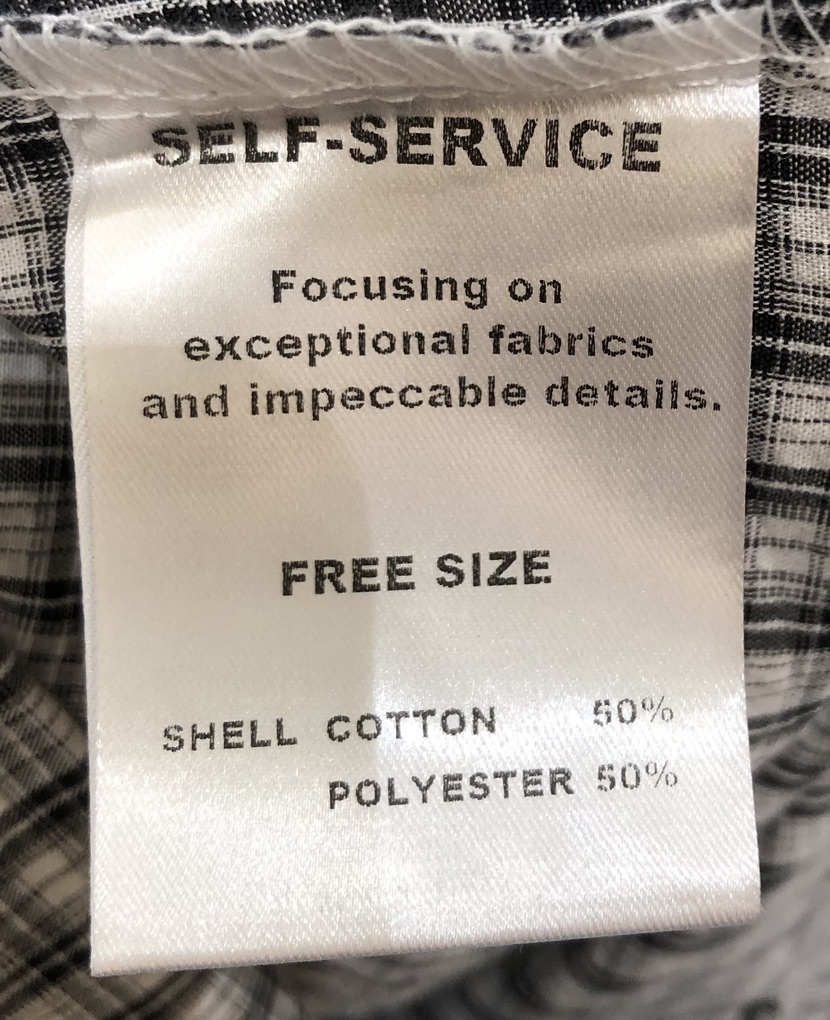 SELF-SERVICE
Focusing on
exceptional fabrics
and impeccable details.
FREE SIZE
SHELL COTTON 50%
POLYESTER 50%